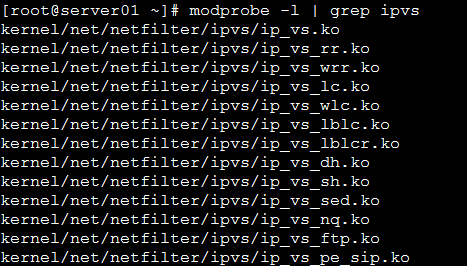 [root@server01 ~]# modprobe -l | grep ipvs
kernel/net/netfilter/ipvs/ip_vs.ko
kernel/net/netfilter/ipvs/ip_vs_rr.ko
kernel/net/netfilter/ipvs/ip_vs_wrr.ko
kernel/net/netfilter/ipvs/ip_vs_lc.ko
kernel/net/netfilter/ipvs/ip_vs_wlc.ko
kernel/net/netfilter/ipvs/ip_vs_lblc.ko
kernel/net/netfilter/ipvs/ip_vs_lblcr.ko
kernel/net/netfilter/ipvs/ip_vs_dh.ko
kernel/net/netfilter/ipvs/ip_vs_sh.ko
kernel/net/netfilter/ipvs/ip_vs_sed.ko
kernel/net/netfilter/ipvs/ip_vs_nq.ko
kernel/net/netfilter/ipvs/ip_vs_ftp.ko
kernel/net/netfilter/ipvs/ip_vs_pe_sip.ko